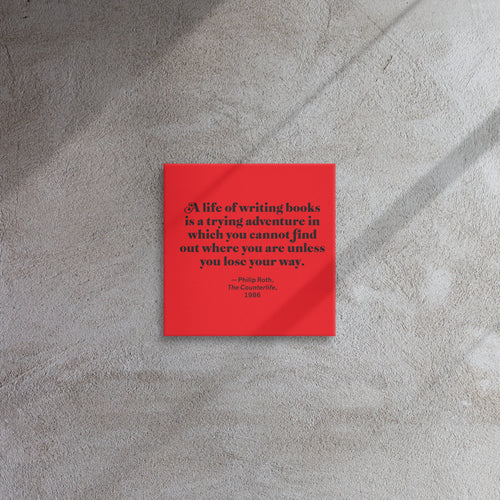 A life of writing books
is a trying adventure in
which you cannot find
out where you are unless
you lose your way.
—Philip Roth,
The Counterlife,
1986